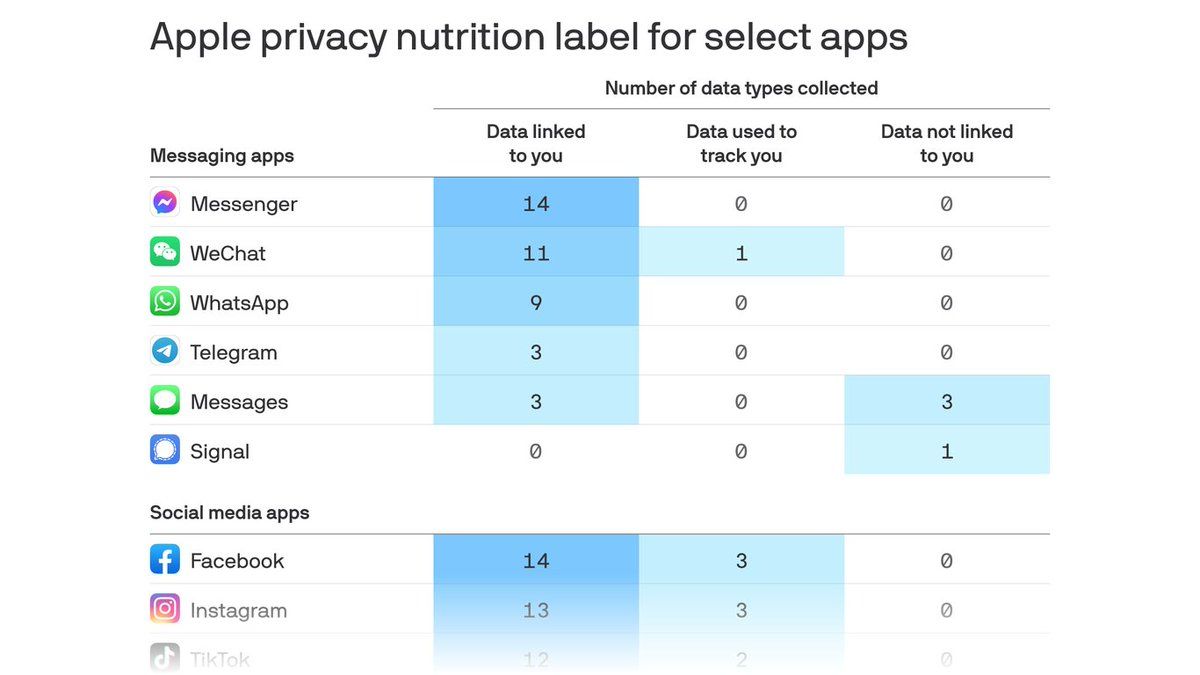 Apple privacy nutrition label for select apps
Number of data types collected
Messaging apps
Data linked to you
Data used to track you
Data not linked to you
Messenger 14 0 0
WeChat 11 1 0
WhatsApp 9 0 0
Telegram 3 0 0
Messages 3 0 3
Signal 0 0 1
Social media apps
Facebook 14 3 0
Instagram 13 3 0
TikTok 12 2 0